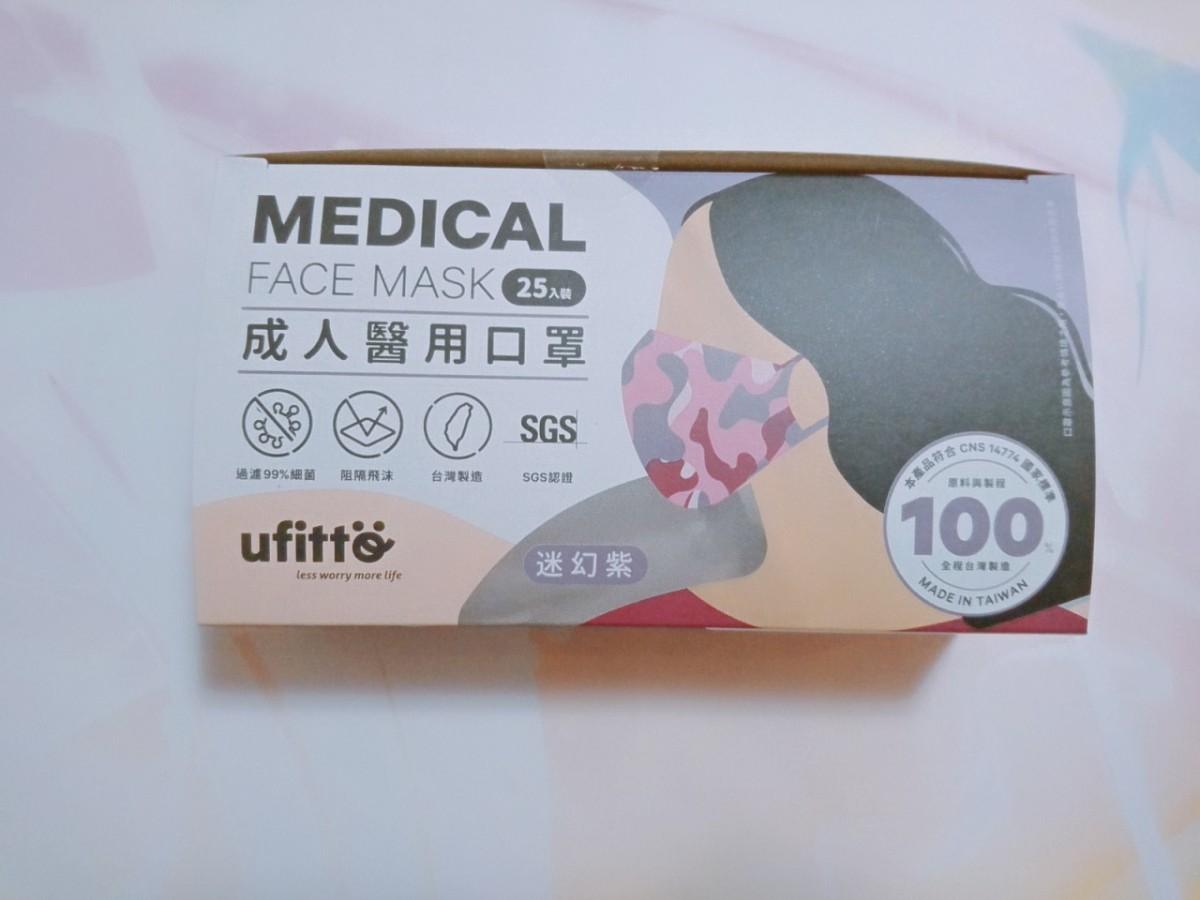 MEDICAL
FACE MASK 25入裝
成人醫用口罩
過濾99%細菌
阻隔飛沫
台灣製造
SGS
SGS認證
ufitto
less worry more life
迷幻紫
本產品符合 CNS 14774 國家標準
原料與製程
100%
全程台灣製造
MADE IN TAIWAN